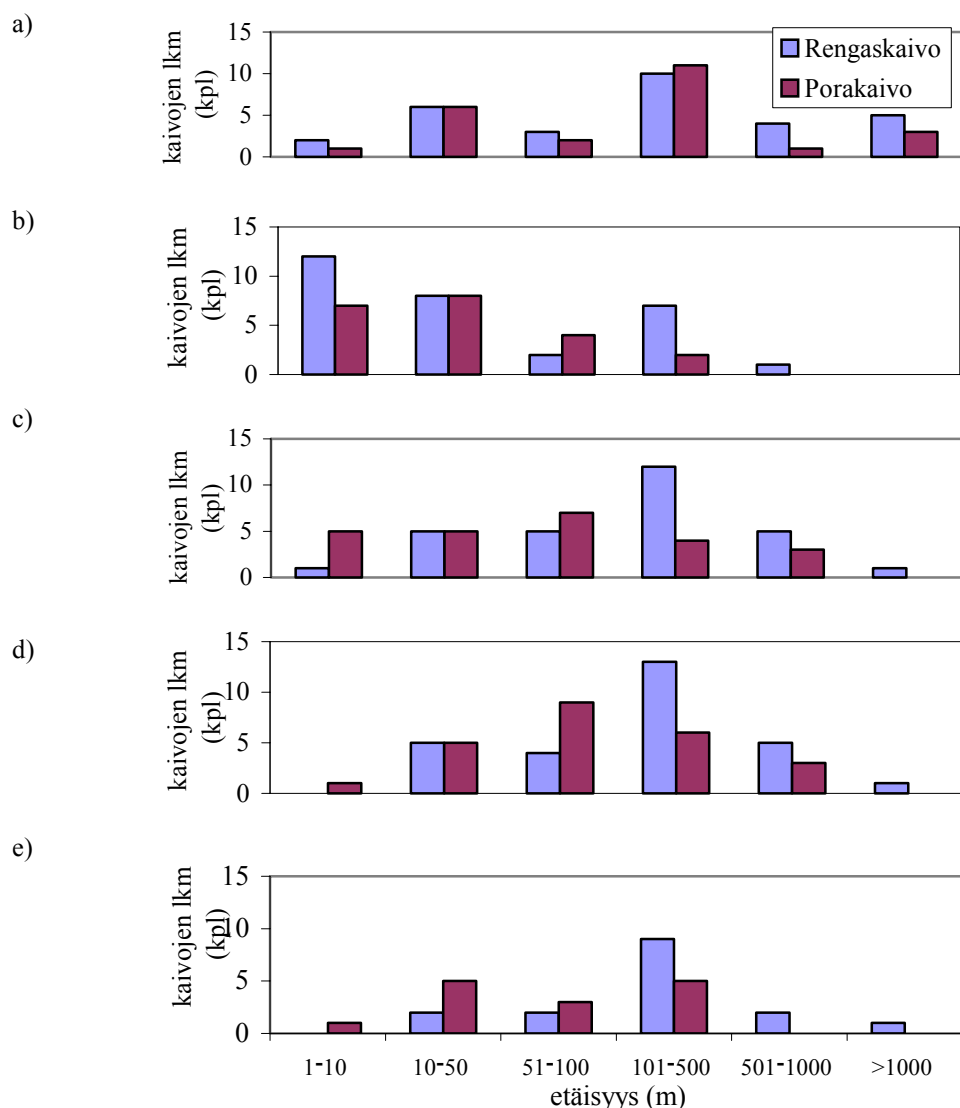 a)
kaivojen lkm
(kpl)
15
10
5
0
Rengaskaivo
Porakaivo
b)
kaivojen lkm
(kpl)
15
10
5
0
c)
kaivojen lkm
(kpl)
15
10
5
0
d)
kaivojen lkm
(kpl)
15
10
5
0
e)
kaivojen lkm
(kpl)
15
10
5
0
1-10 10-50 51-100 101-500 501-1000 >1000
etäisyys (m)